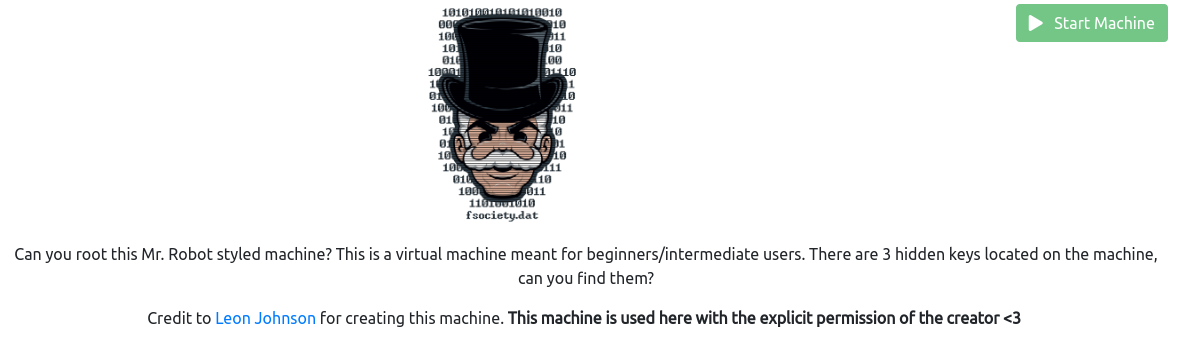 1010100101010010
Start Machine
fsociety.dat
Can you root this Mr. Robot styled machine? This is a virtual machine meant for beginners/intermediate users. There are 3 hidden keys located on the machine,
can you find them?
Credit to Leon Johnson for creating this machine. This machine is used here with the explicit permission of the creator <3